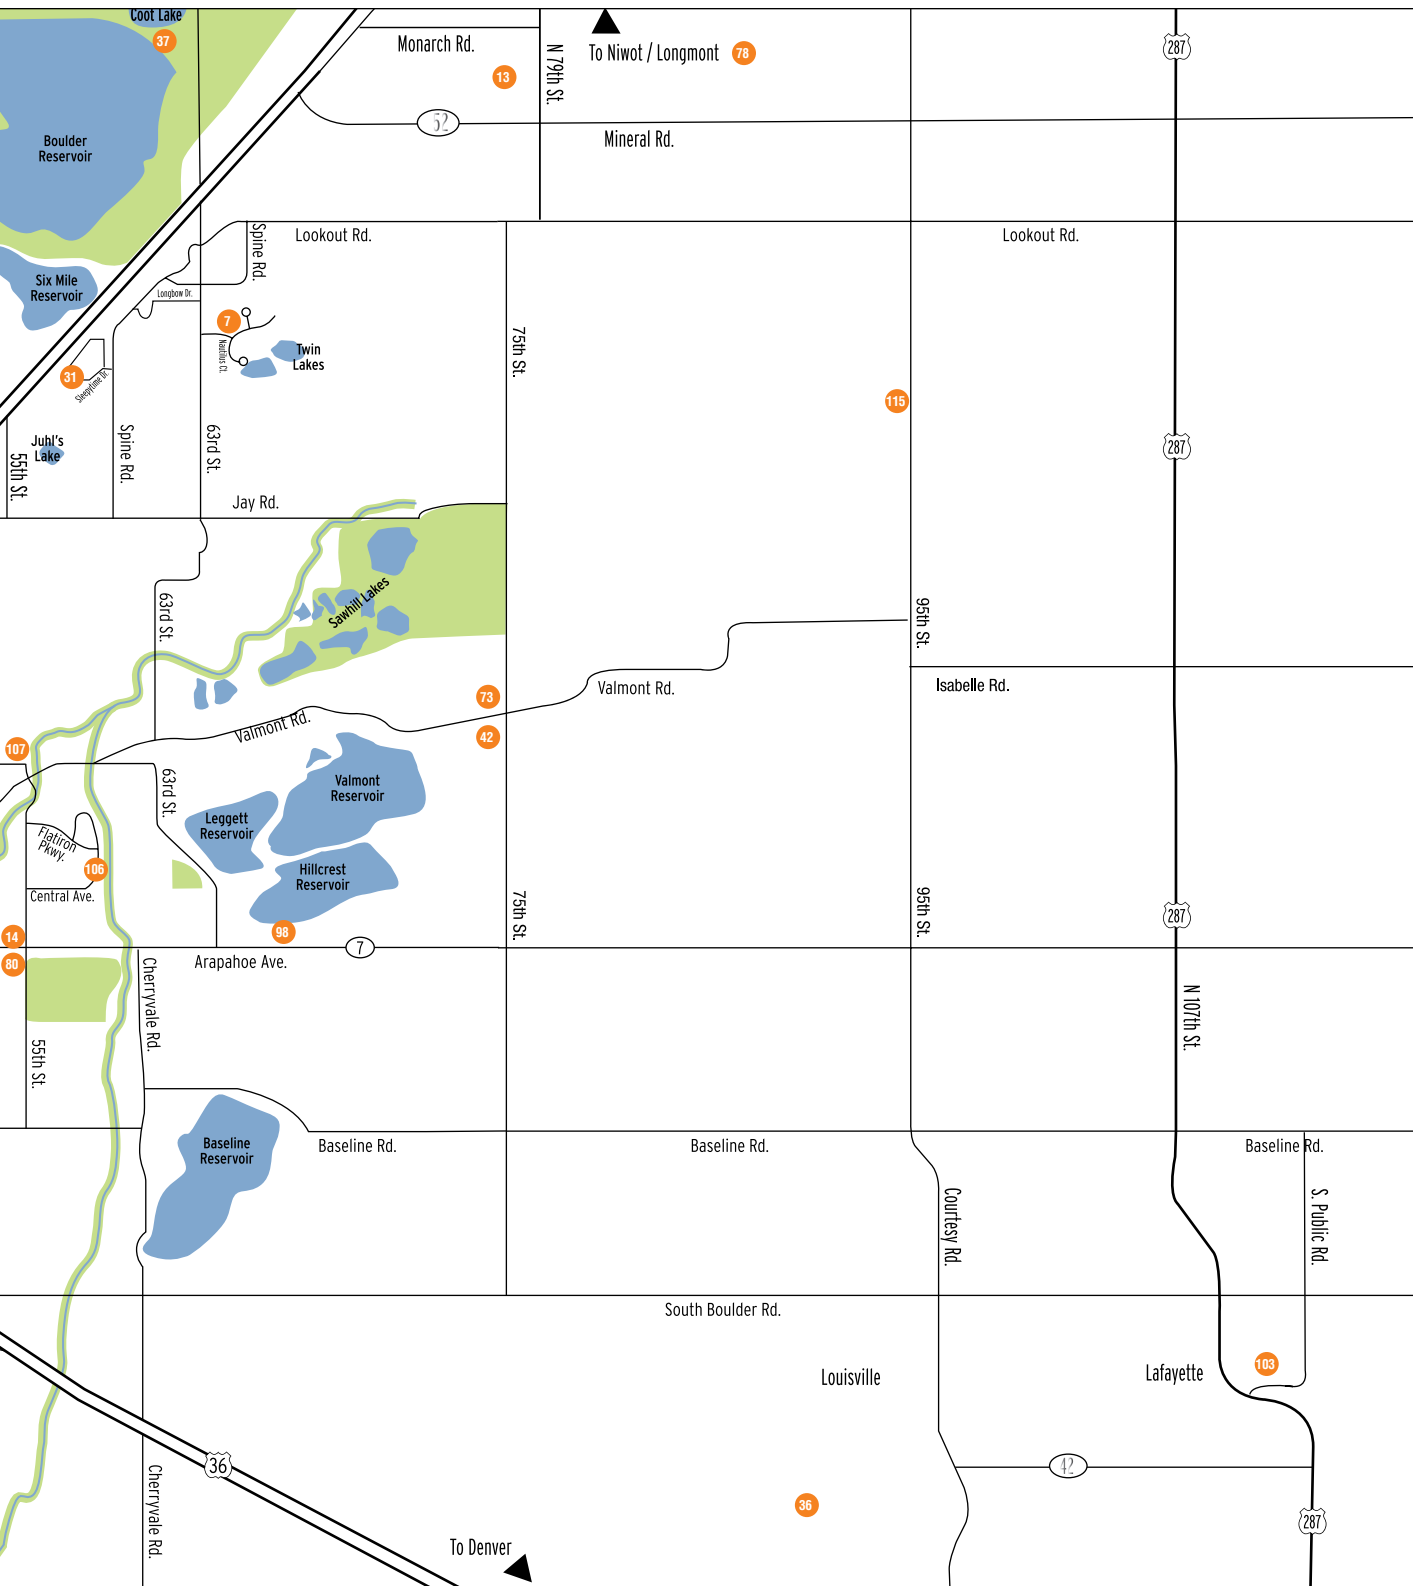 Coot Lake
37
Monarch Rd.
13
N 79th St.
To Niwot / Longmont
78
287
52
Mineral Rd.
Boulder
Reservoir
Lookout Rd.
Spine Rd.
Lookout Rd.
Six Mile
Reservoir
Longbow Dr.
7
Nautilus Ct.
Twin
Lakes
75th St.
31
Sleepytime Dr.
115
Juhl's
Lake
55th St.
Spine Rd.
63rd St.
287
Jay Rd.
Sawhill Lakes
63rd St.
95th St.
73
Valmont Rd.
Isabelle Rd.
Valmont Rd.
42
107
63rd St.
Valmont
Reservoir
Leggett
Reservoir
Flatiron
Pkwy.
106
Hillcrest
Reservoir
Central Ave.
75th St.
95th St.
287
14
98
7
80
Arapahoe Ave.
Cherryvale Rd.
N 107th St.
55th St.
Baseline
Reservoir
Baseline Rd.
Baseline Rd.
Baseline Rd.
Courtesy Rd.
S. Public Rd.
South Boulder Rd.
Louisville
Lafayette
103
36
42
Cherryvale Rd.
36
287
To Denver